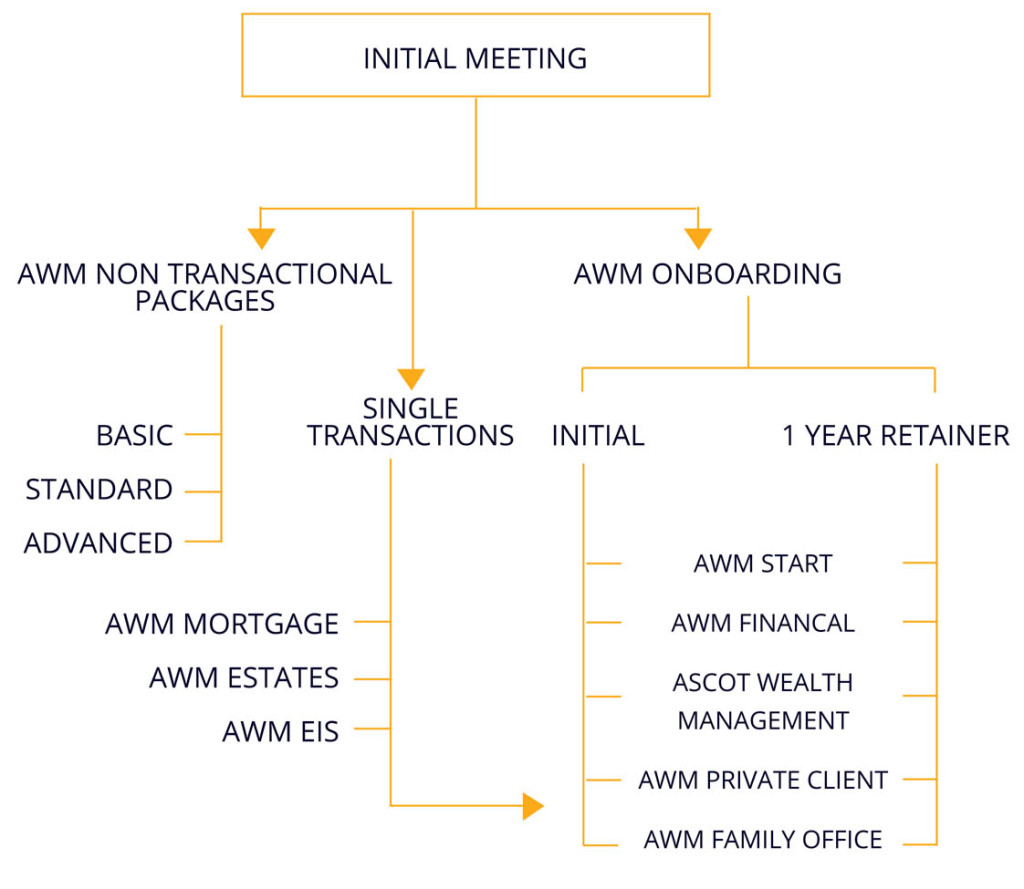 INITIAL MEETING
AWM NON TRANSACTIONAL
PACKAGES
BASIC
STANDARD
ADVANCED
SINGLE
TRANSACTIONS
AWM MORTGAGE
AWM ESTATES
AWM EIS
AWM ONBOARDING
INITIAL
1 YEAR RETAINER
AWM START
AWM FINANCAL
ASCOT WEALTH
MANAGEMENT
AWM PRIVATE CLIENT
AWM FAMILY OFFICE